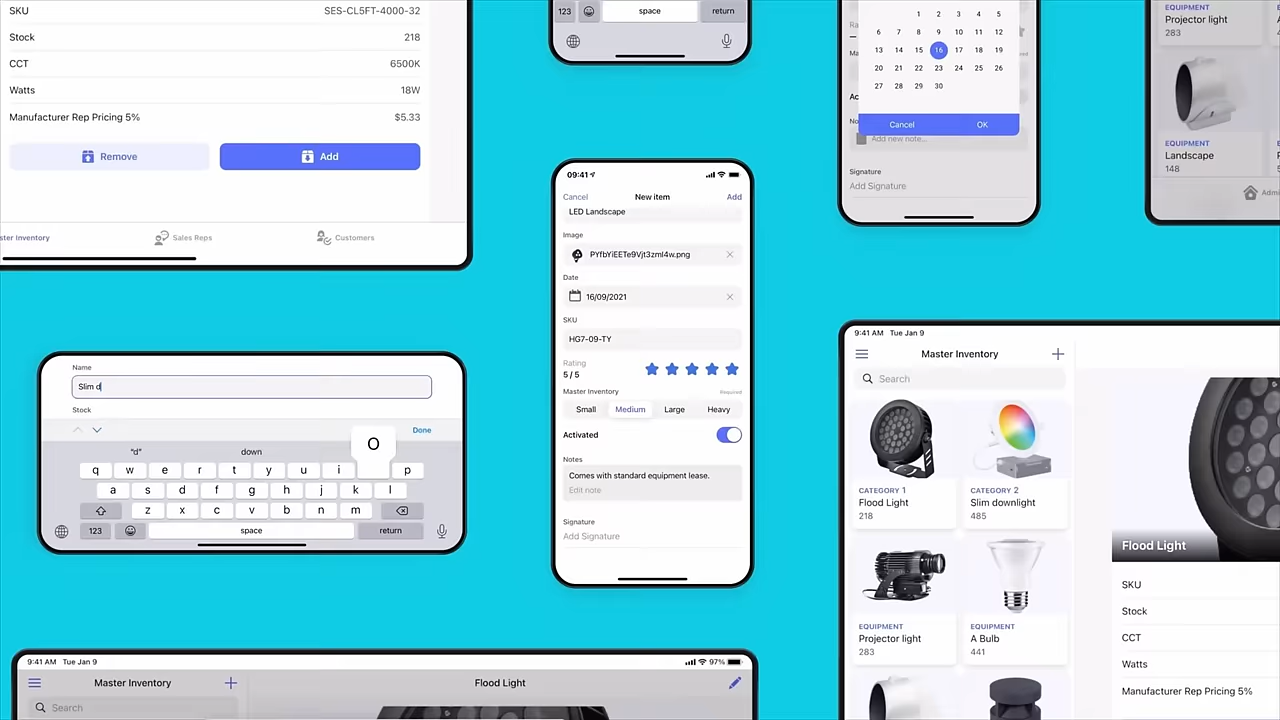 SKU SES-CL5FT-4000-32
Stock 218
CCT 6500K
Watts 18W
Manufacturer Rep Pricing 5% $5.33
Remove Add
Sales Reps Customers
123 space return
1 2 3 4 5
6 7 8 9 10 11 12
13 14 15 16 17 18 19
20 21 22 23 24 25 26
27 28 29 30
Cancel OK
Add new note...
Signature
Add Signature
EQUIPMENT
Projector light
283
EQUIPMENT
Landscape
148
09:41
Cancel New item Add
LED Landscape
Image
PYfbYiEETe9Vjt3zmI4w.png
Date
16/09/2021
SKU
HG7-09-TY
Rating
5 / 5
Master Inventory Required
Small Medium Large Heavy
Activated
Notes
Comes with standard equipment lease.
Edit note
Signature
Add Signature
Name
Slim d
Stock
Done
"d" down O
q w e r t y u i p
a s d f g h j k l
z x c v b n m
123 space return
9:41 AM Tue Jan 9
Master Inventory
Search
CATEGORY 1
Flood Light
218
CATEGORY 2
Slim downlight
485
EQUIPMENT
Projector light
283
EQUIPMENT
A Bulb
441
Flood Light
SKU
Stock
CCT
Watts
Manufacturer Rep Pricing 5%
9:41 AM Tue Jan 9 97%
Master Inventory Flood Light
Search